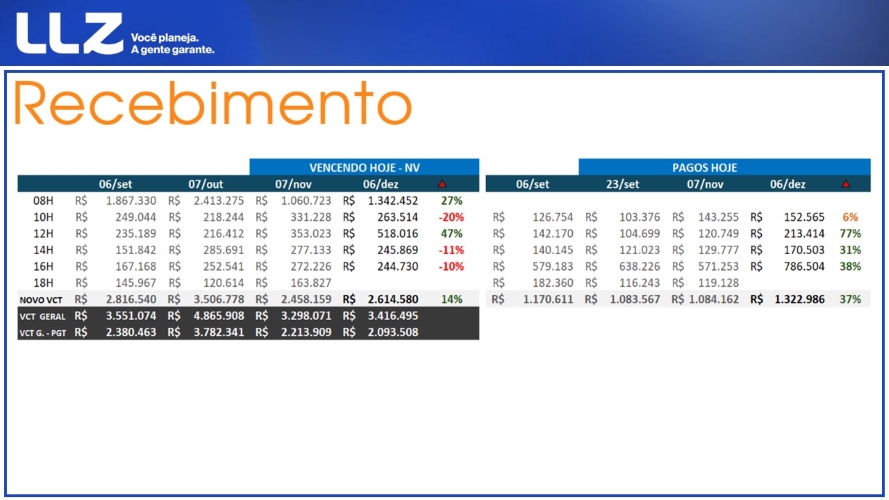 LLZ Você planeja.
A gente garante.
Recebimento
VENCENDO HOJE - NV PAGOS HOJE
06/set 07/out 07/nov 06/dez 06/set 23/set 07/nov 06/dez
08H R$ 1.867.330 R$ 2.413.275 R$ 1.060.723 R$ 1.342.452 27%
10H R$ 249.044 R$ 218.244 R$ 331.228 R$ 263.514 -20% R$ 126.754 R$ 103.376 R$ 143.255 R$ 152.565 6%
12H R$ 235.189 R$ 216.412 R$ 353.023 R$ 518.016 47% R$ 142.170 R$ 104.699 R$ 120.749 R$ 213.414 77%
14H R$ 151.842 R$ 285.691 R$ 277.133 R$ 245.869 -11% R$ 140.145 R$ 121.023 R$ 129.777 R$ 170.503 31%
16H R$ 167.168 R$ 252.541 R$ 272.226 R$ 244.730 -10% R$ 579.183 R$ 638.226 R$ 571.253 R$ 786.504 38%
18H R$ 145.967 R$ 120.614 R$ 163.827 R$ 182.360 R$ 116.243 R$ 119.128
NOVO VCT R$ 2.816.540 R$ 3.506.778 R$ 2.458.159 R$ 2.614.580 14% R$ 1.170.611 R$ 1.083.567 R$ 1.084.162 R$ 1.322.986 37%
VCT GERAL R$ 3.551.074 R$ 4.865.908 R$ 3.298.071 R$ 3.416.495
VCT G. - PGT R$ 2.380.463 R$ 3.782.341 R$ 2.213.909 R$ 2.093.508